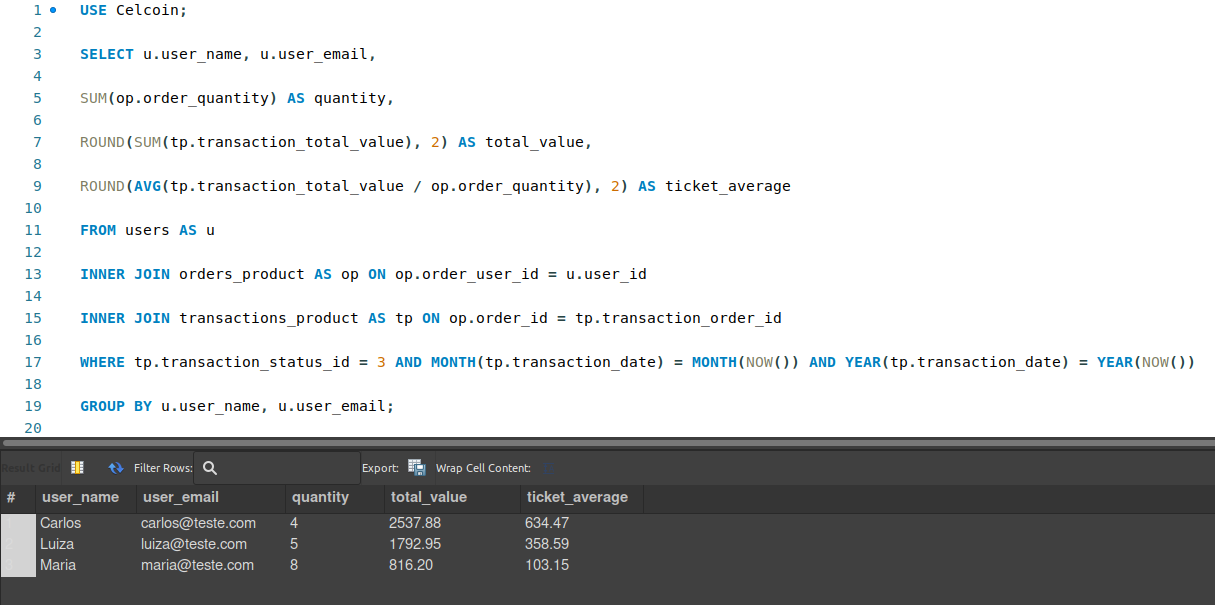 1 USE Celcoin;
2
3 SELECT u.user_name, u.user_email,
4
5 SUM(op.order_quantity) AS quantity,
6
7 ROUND(SUM(tp.transaction_total_value), 2) AS total_value,
8
9 ROUND(AVG(tp.transaction_total_value / op.order_quantity), 2) AS ticket_average
10
11 FROM users AS u
12
13 INNER JOIN orders_product AS op ON op.order_user_id = u.user_id
14
15 INNER JOIN transactions_product AS tp ON op.order_id = tp.transaction_order_id
16
17 WHERE tp.transaction_status_id = 3 AND MONTH(tp.transaction_date) = MONTH(NOW()) AND YEAR(tp.transaction_date) = YEAR(NOW())
18
19 GROUP BY u.user_name, u.user_email;
20
Result Grid Filter Rows: Export: Wrap Cell Content:
# user_name user_email quantity total_value ticket_average
Carlos carlos@teste.com 4 2537.88 634.47
2 Luiza luiza@teste.com 5 1792.95 358.59
3 Maria maria@teste.com 8 816.20 103.15